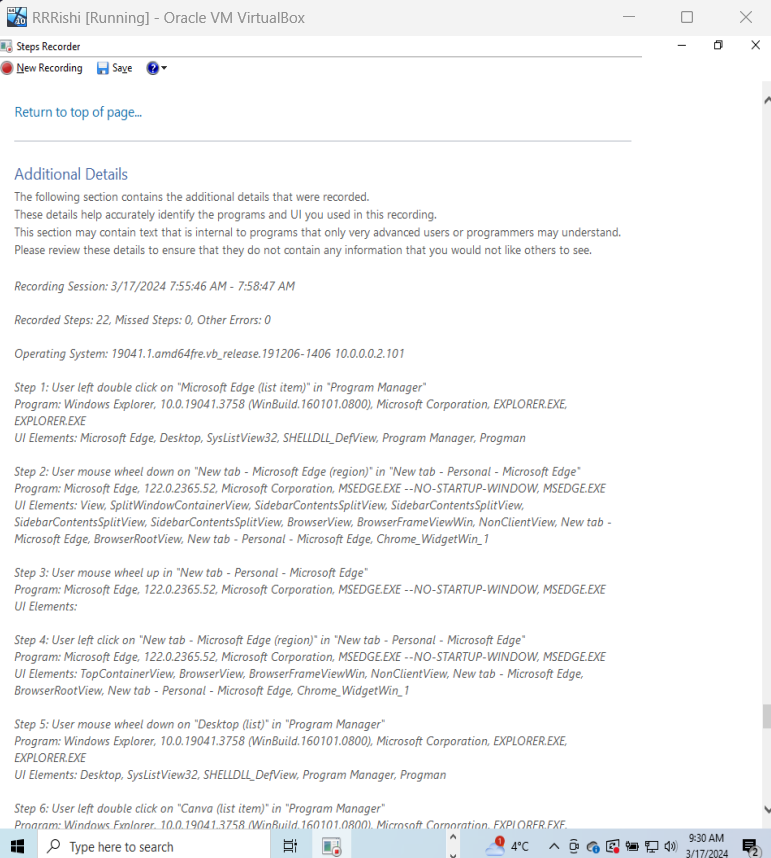 RRRishi [Running] - Oracle VM VirtualBox
Steps Recorder
New Recording Save
Return to top of page...
Additional Details
The following section contains the additional details that were recorded.
These details help accurately identify the programs and UI you used in this recording.
This section may contain text that is internal to programs that only very advanced users or programmers may understand.
Please review these details to ensure that they do not contain any information that you would not like others to see.
Recording Session: 3/17/2024 7:55:46 AM - 7:58:47 AM
Recorded Steps: 22, Missed Steps: 0, Other Errors: 0
Operating System: 19041.1.amd64fre.vb_release.191206-1406 10.0.0.0.2.101
Step 1: User left double click on "Microsoft Edge (list item)" in "Program Manager"
Program: Windows Explorer, 10.0.19041.3758 (WinBuild.160101.0800), Microsoft Corporation, EXPLORER.EXE,
EXPLORER.EXE
UI Elements: Microsoft Edge, Desktop, SysListView32, SHELLDLL_DefView, Program Manager, Progman
Step 2: User mouse wheel down on "New tab - Microsoft Edge (region)" in "New tab - Personal - Microsoft Edge"
Program: Microsoft Edge, 122.0.2365.52, Microsoft Corporation, MSEDGE.EXE --NO-STARTUP-WINDOW, MSEDGE.EXE
UI Elements: View, SplitWindowContainerView, SidebarContentsSplitView, SidebarContentsSplitView,
SidebarContentsSplitView, SidebarContentsSplitView, BrowserView, BrowserFrameViewWin, NonClientView, New tab -
Microsoft Edge, BrowserRootView, New tab - Personal - Microsoft Edge, Chrome_WidgetWin_1
Step 3: User mouse wheel up in "New tab - Personal - Microsoft Edge"
Program: Microsoft Edge, 122.0.2365.52, Microsoft Corporation, MSEDGE.EXE --NO-STARTUP-WINDOW, MSEDGE.EXE
UI Elements:
Step 4: User left click on "New tab - Microsoft Edge (region)" in "New tab - Personal - Microsoft Edge"
Program: Microsoft Edge, 122.0.2365.52, Microsoft Corporation, MSEDGE.EXE --NO-STARTUP-WINDOW, MSEDGE.EXE
UI Elements: TopContainerView, BrowserView, BrowserFrameViewWin, NonClientView, New tab - Microsoft Edge,
BrowserRootView, New tab - Personal - Microsoft Edge, Chrome_WidgetWin_1
Step 5: User mouse wheel down on "Desktop (list)" in "Program Manager"
Program: Windows Explorer, 10.0.19041.3758 (WinBuild.160101.0800), Microsoft Corporation, EXPLORER.EXE,
EXPLORER.EXE
UI Elements: Desktop, SysListView32, SHELLDLL_DefView, Program Manager, Progman
Step 6: User left double click on "Canva (list item)" in "Program Manager"
Program: Windows Explorer, 10.0.19041.3758 (WinBuild.160101.0800), Microsoft Corporation, EXPLORER.EXE,
Type here to search
1
4°C
9:30 AM
3/17/2024
2